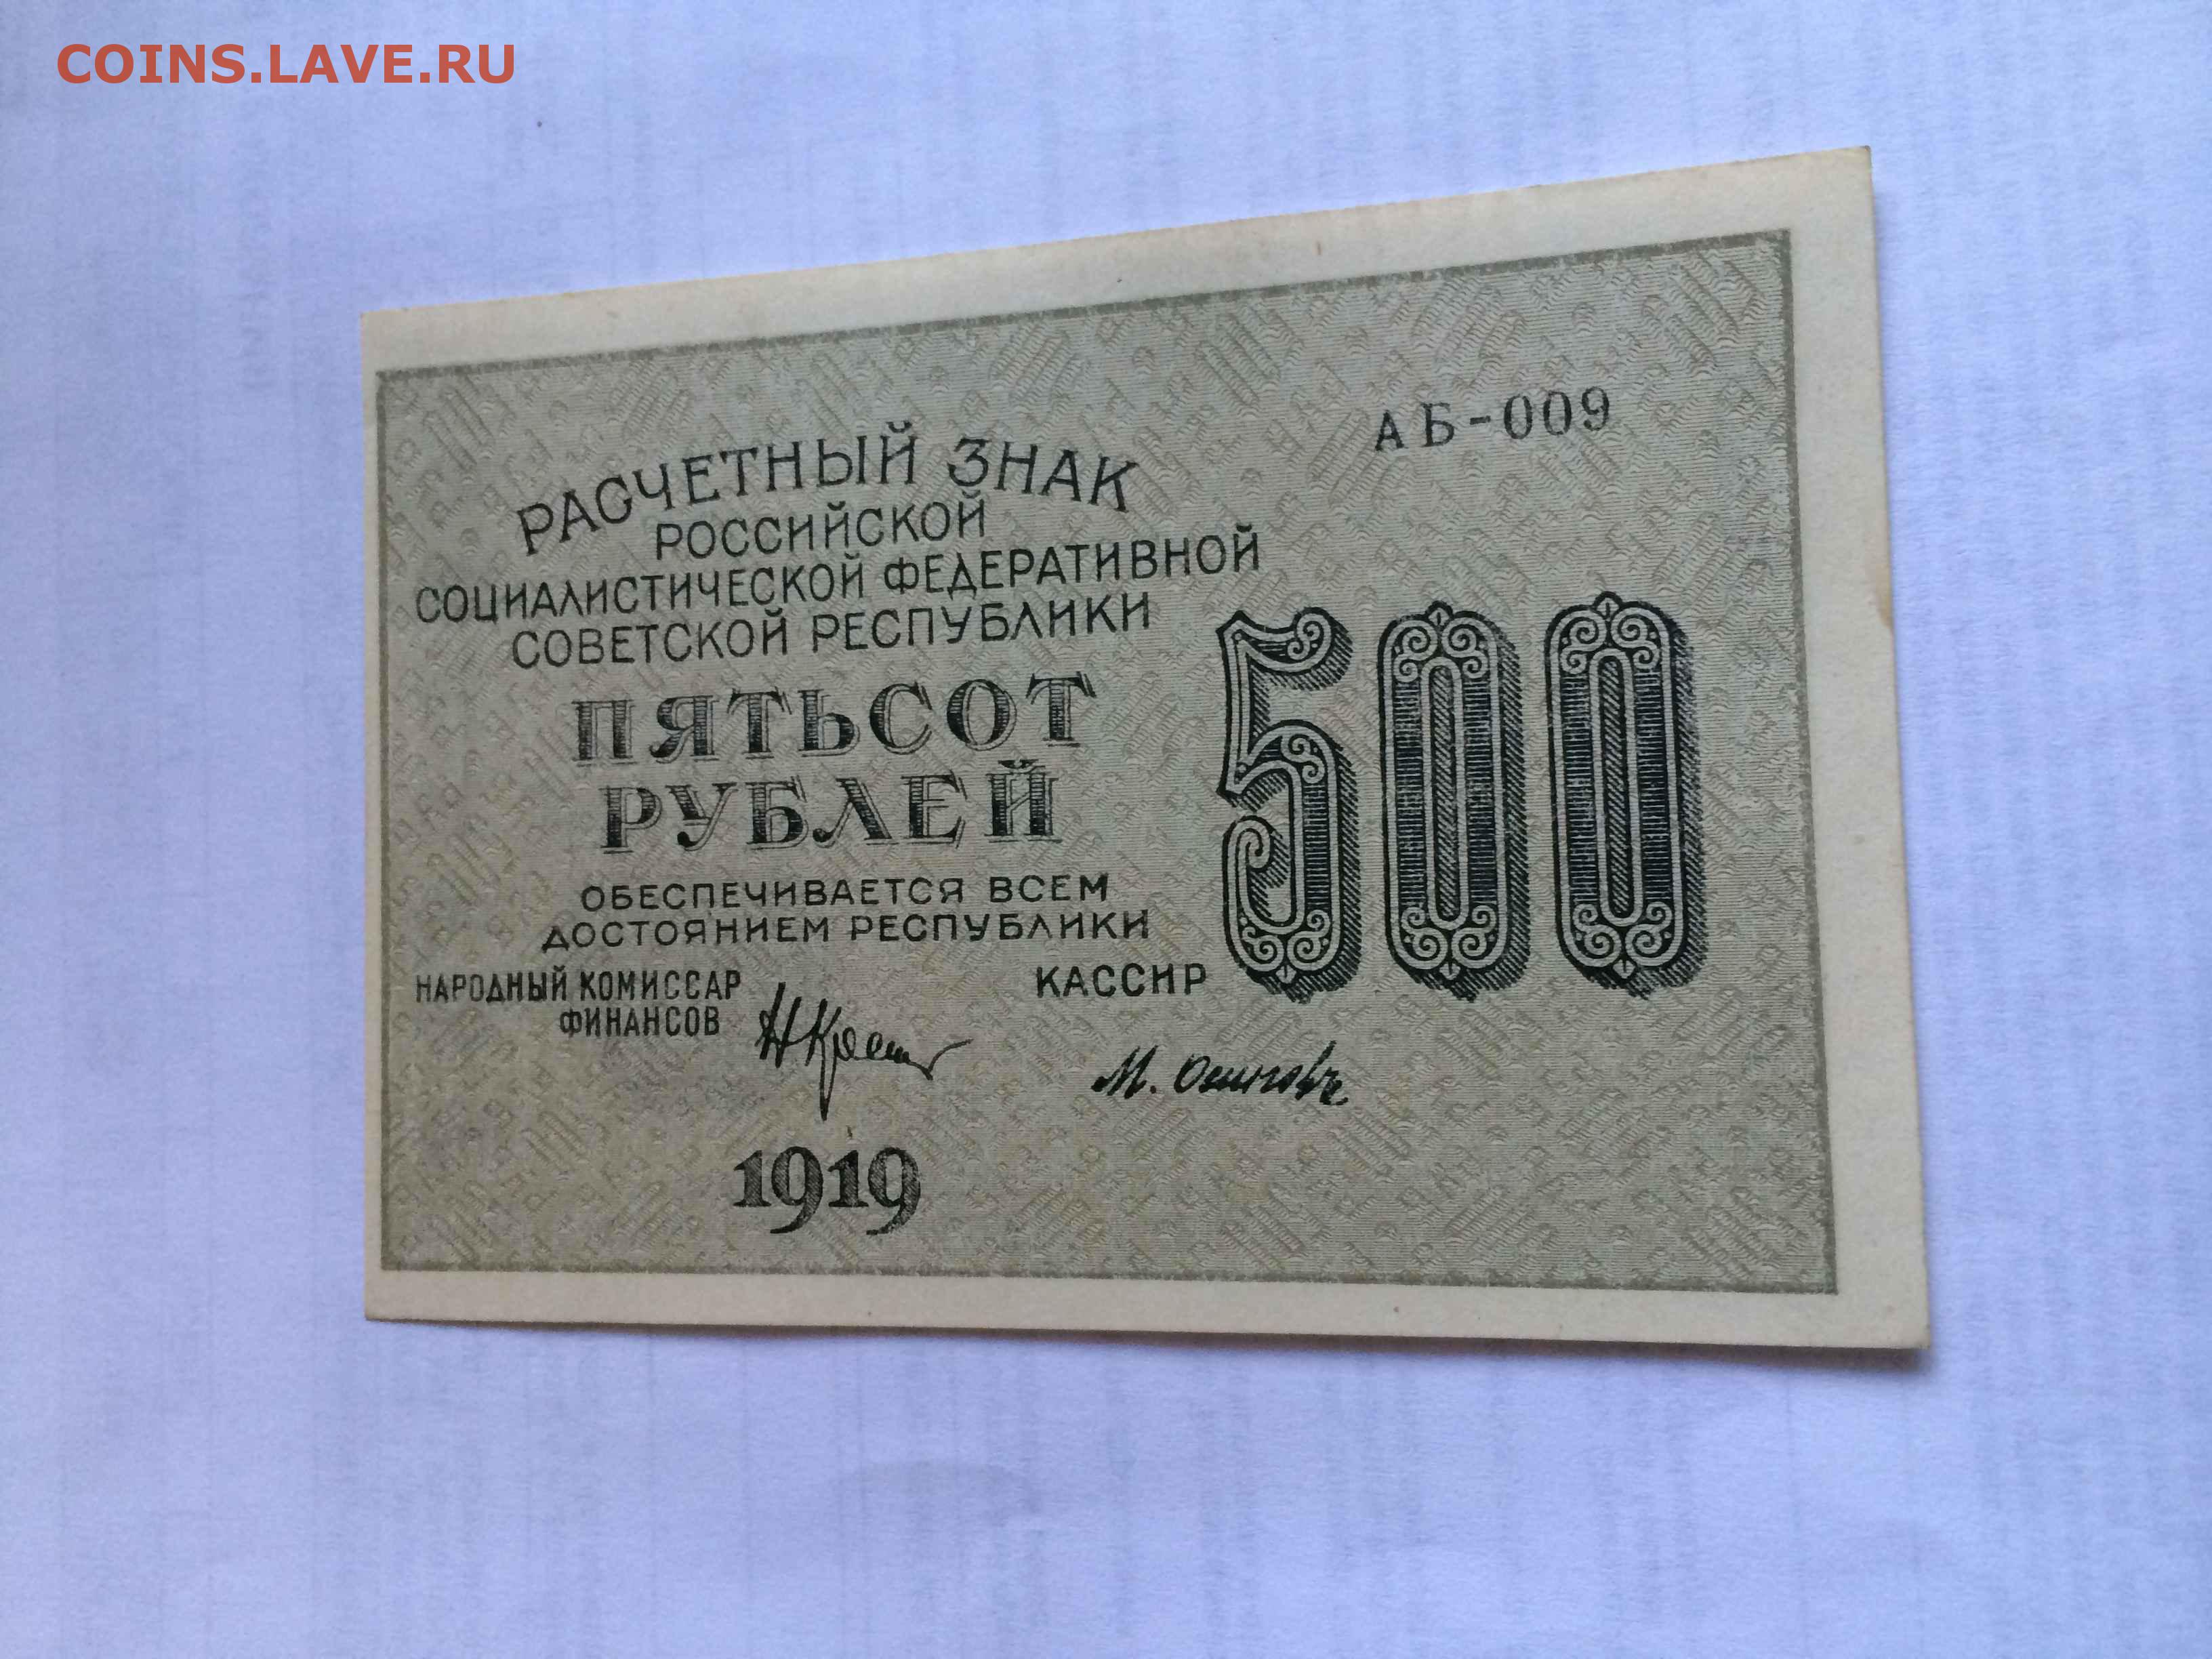 COINS.LAVE.RU
АБ-009
РАСЧЕТНЫЙ ЗНАК
РОССИЙСКОЙ
СОЦИАЛИСТИЧЕСКОЙ ФЕДЕРАТИВНОЙ
СОВЕТСКОЙ РЕСПУБЛИКИ
ПЯТЬСОТ
РУБЛЕЙ
500
ОБЕСПЕЧИВАЕТСЯ ВСЕМ
ДОСТОЯНИЕМ РЕСПУБЛИКИ
НАРОДНЫЙ КОМИССАР
ФИНАНСОВ
КАССИР
М. Осиповъ
1919